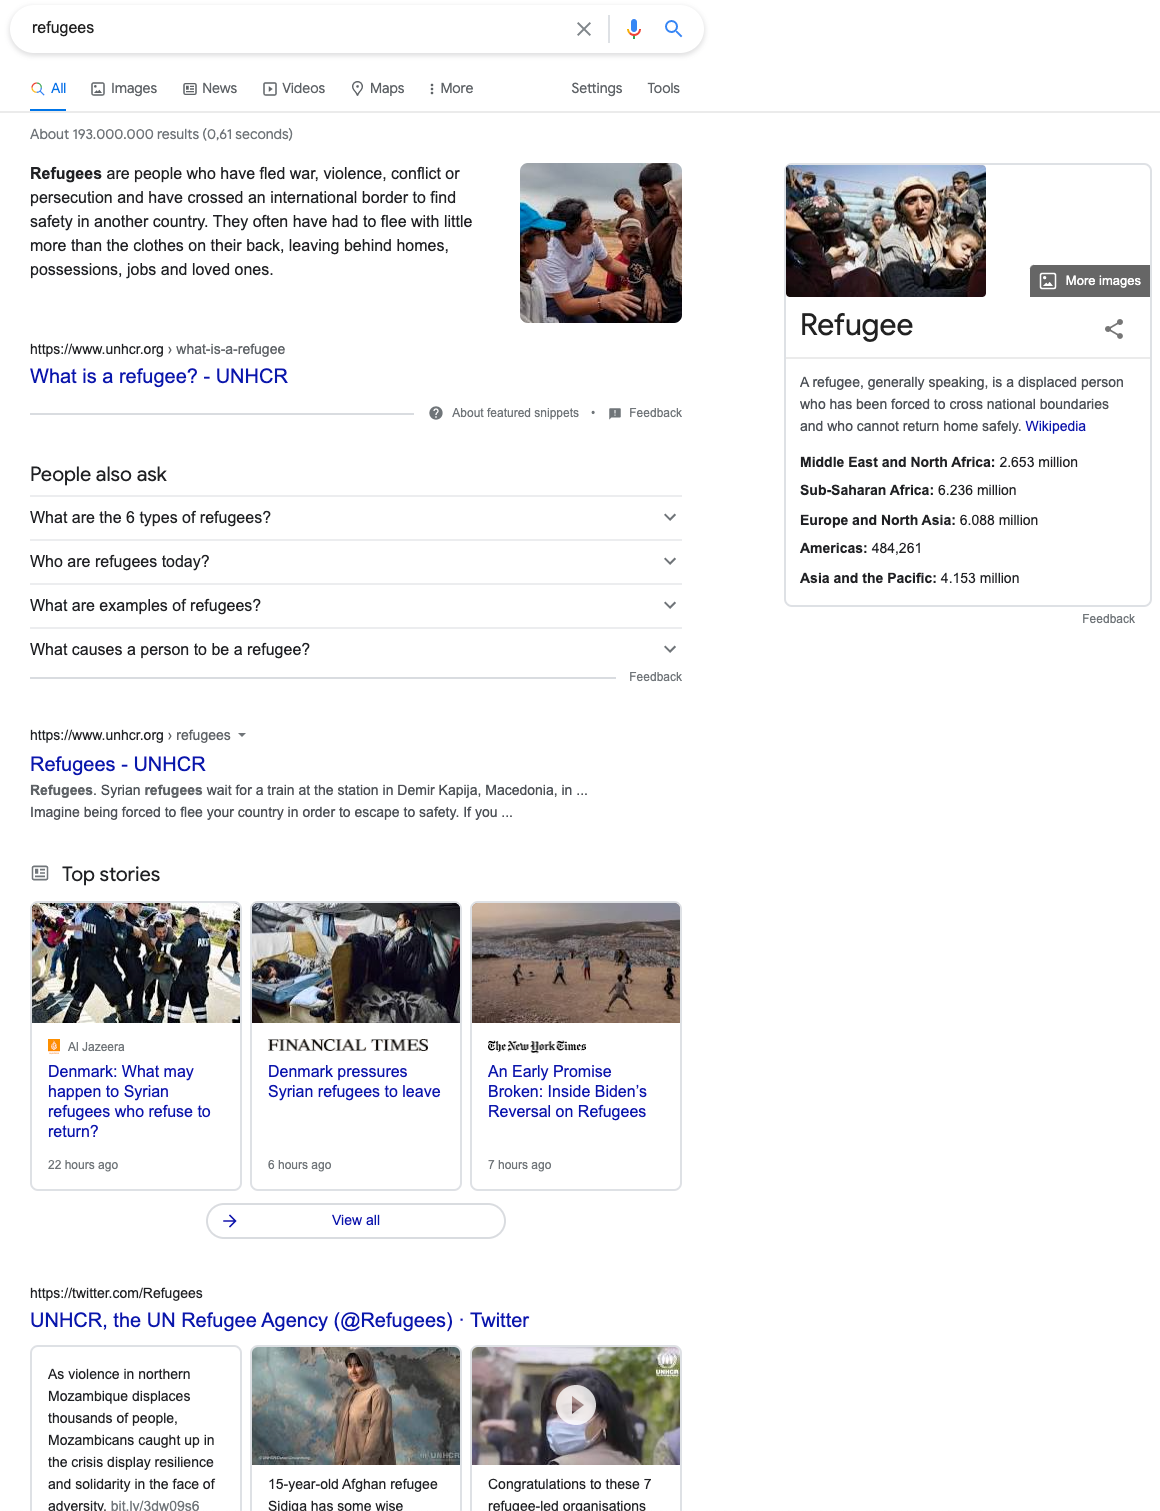 refugees
All Images News Videos Maps More Settings Tools
About 193.000.000 results (0,61 seconds)
Refugees are people who have fled war, violence, conflict or
persecution and have crossed an international border to find
safety in another country. They often have had to flee with little
more than the clothes on their back, leaving behind homes,
possessions, jobs and loved ones.
https://www.unhcr.org › what-is-a-refugee
What is a refugee? - UNHCR
About featured snippets • Feedback
People also ask
What are the 6 types of refugees?
Who are refugees today?
What are examples of refugees?
What causes a person to be a refugee?
Feedback
https://www.unhcr.org › refugees
Refugees - UNHCR
Refugees. Syrian refugees wait for a train at the station in Demir Kapija, Macedonia, in ...
Imagine being forced to flee your country in order to escape to safety. If you ...
Top stories
Al Jazeera
Denmark: What may
happen to Syrian
refugees who refuse to
return?
22 hours ago
FINANCIAL TIMES
Denmark pressures
Syrian refugees to leave
6 hours ago
The New York Times
An Early Promise
Broken: Inside Biden's
Reversal on Refugees
7 hours ago
View all
https://twitter.com/Refugees
UNHCR, the UN Refugee Agency (@Refugees) · Twitter
As violence in northern
Mozambique displaces
thousands of people,
Mozambicans caught up in
the crisis display resilience
and solidarity in the face of
adversity. bit.ly/3dw09s6
UNHCR
15-year-old Afghan refugee
Sidiqa has some wise
UNHCR
Congratulations to these 7
refugee-led organisations
More images
Refugee
A refugee, generally speaking, is a displaced person
who has been forced to cross national boundaries
and who cannot return home safely. Wikipedia
Middle East and North Africa: 2.653 million
Sub-Saharan Africa: 6.236 million
Europe and North Asia: 6.088 million
Americas: 484,261
Asia and the Pacific: 4.153 million
Feedback